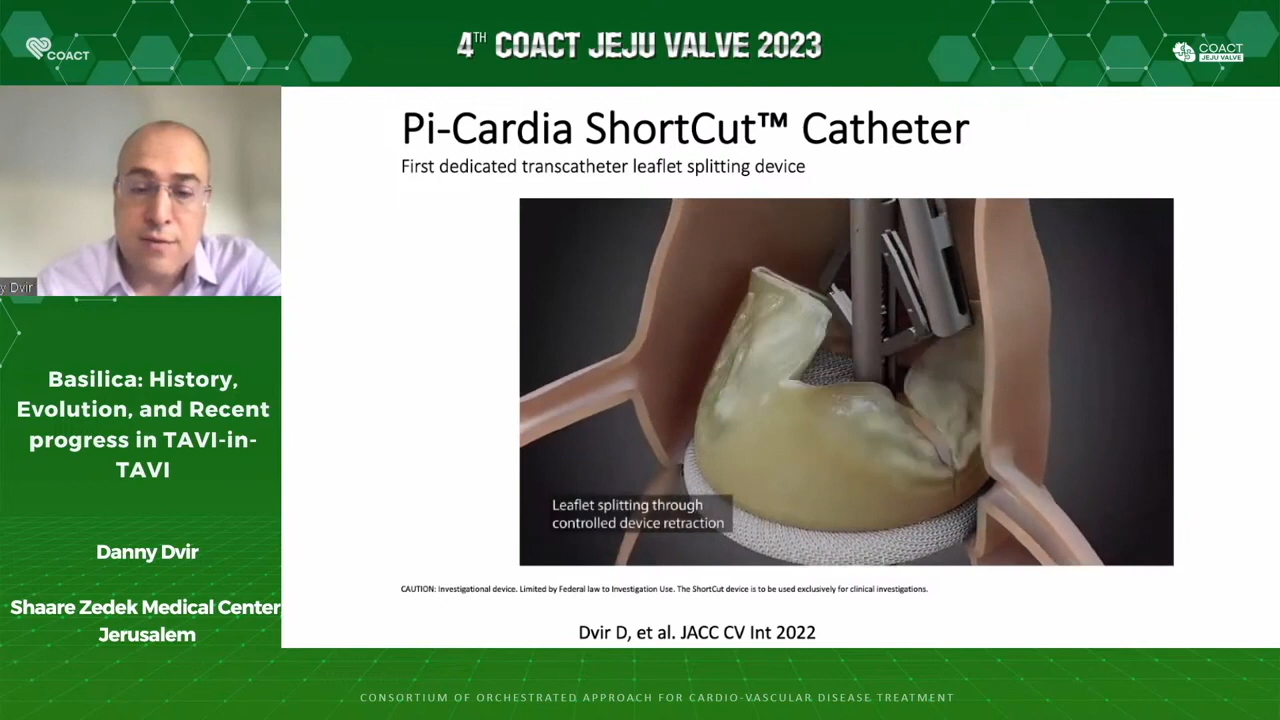 COACT
4TH COACT JEJU VALVE 2023
COACT
JEJU VALVE
Pi-Cardia ShortCut™ Catheter
First dedicated transcatheter leaflet splitting device
y Dvir
Basilica: History,
Evolution, and Recent
progress in TAVI-in-
TAVI
Danny Dvir
Shaare Zedek Medical Center,
Jerusalem
Leaflet splitting through
controlled device retraction
CAUTION: Investigational device. Limited by Federal law to Investigation Use. The ShortCut device is to be used exclusively for clinical investigations.
Dvir D, et al. JACC CV Int 2022
CONSORTIUM OF ORCHESTRATED APPROACH FOR CARDIO-VASCULAR DISEASE TREATMENT